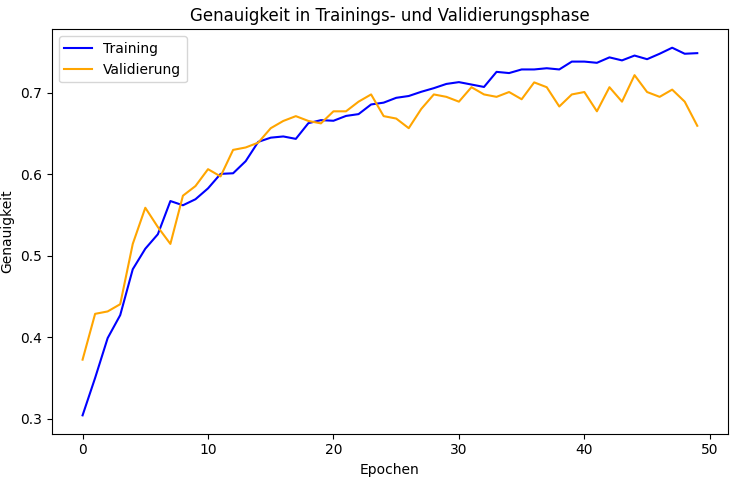 Genauigkeit in Trainings- und Validierungsphase
Training
Validierung
0.7
0.6
0.5
0.4
0.3
Genauigkeit
0 10 20 30 40 50
Epochen